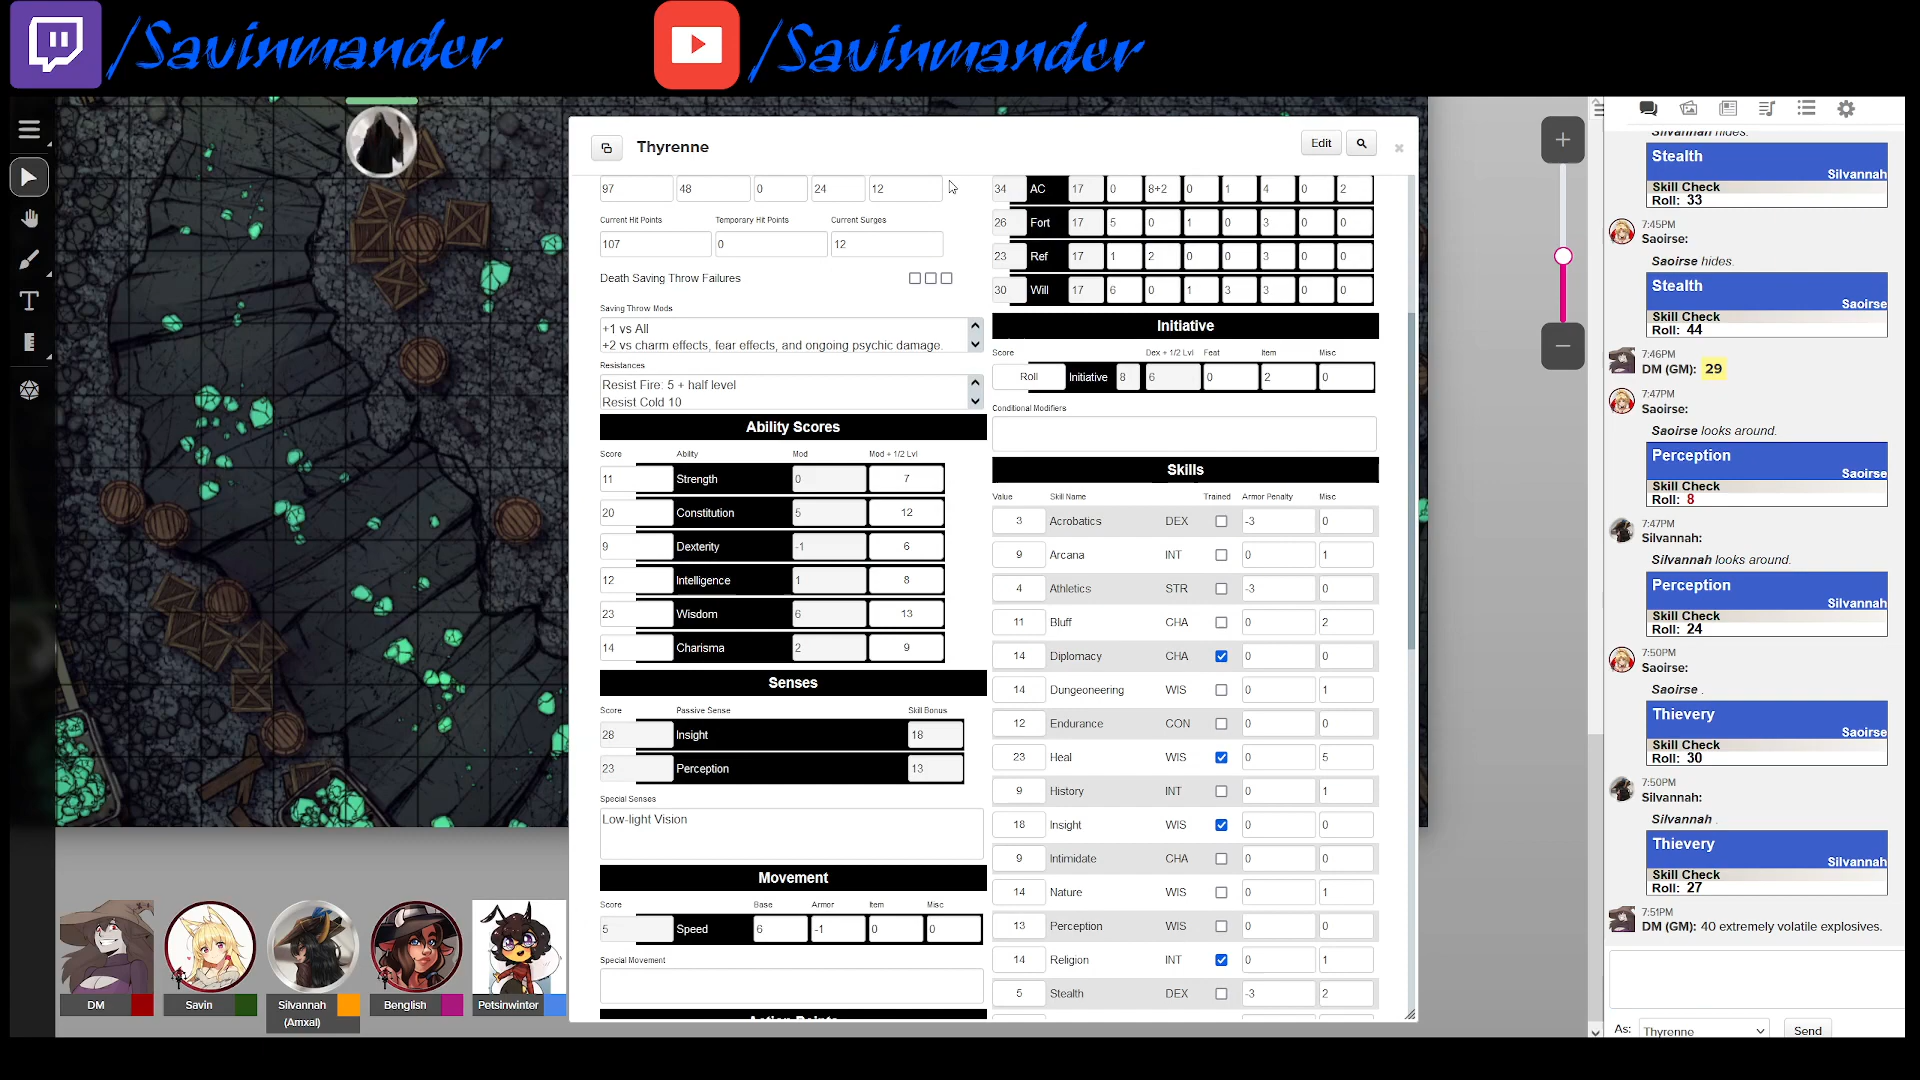 /Savinmander
/Savinmander
Thyrenne
Edit
97 48 0 24 12
Current Hit Points Temporary Hit Points Current Surges
107 0 12
Death Saving Throw Failures
Saving Throw Mods
+1 vs All
+2 vs charm effects, fear effects, and ongoing psychic damage.
Resistances
Resist Fire: 5 + half level
Resist Cold 10
Ability Scores
Score Ability Mod Mod + 1/2 Lvl
11 Strength 0 7
20 Constitution 5 12
9 Dexterity -1 6
12 Intelligence 1 8
23 Wisdom 6 13
14 Charisma 2 9
Senses
Score Passive Sense Skill Bonus
28 Insight 18
23 Perception 13
Special Senses
Low-light Vision
Movement
Score Base Armor Item Misc
5 Speed 6 -1 0 0
Special Movement
Action Points
34 AC 17 0 8+2 0 1 4 0 2
26 Fort 17 5 0 1 0 3 0 0
23 Ref 17 1 2 0 0 3 0 0
30 Will 17 6 0 1 3 3 0 0
Initiative
Score Dex + 1/2 Lvl Feat Item Misc
Roll Initiative 8 6 0 2 0
Conditional Modifiers
Skills
Value Skill Name Trained Armor Penalty Misc
3 Acrobatics DEX -3 0
9 Arcana INT 0 1
4 Athletics STR -3 0
11 Bluff CHA 0 2
14 Diplomacy CHA 0 0
14 Dungeoneering WIS 0 1
12 Endurance CON 0 0
23 Heal WIS 0 5
9 History INT 0 1
18 Insight WIS 0 0
9 Intimidate CHA 0 0
14 Nature WIS 0 1
13 Perception WIS 0 0
14 Religion INT 0 1
5 Stealth DEX -3 2
Silvannah hides.
Stealth
Silvannah
Skill Check
Roll: 33
7:45PM
Saoirse:
Saoirse hides.
Stealth
Saoirse
Skill Check
Roll: 44
7:46PM
DM (GM): 29
7:47PM
Saoirse:
Saoirse looks around.
Perception
Saoirse
Skill Check
Roll: 8
7:47PM
Silvannah:
Silvannah looks around.
Perception
Silvannah
Skill Check
Roll: 24
7:50PM
Saoirse:
Saoirse .
Thievery
Saoirse
Skill Check
Roll: 30
7:50PM
Silvannah:
Silvannah .
Thievery
Silvannah
Skill Check
Roll: 27
7:51PM
DM (GM): 40 extremely volatile explosives.
As: Thyrenne Send
DM Savin Silvannah Benglish Petsinwinter
(Amxal)